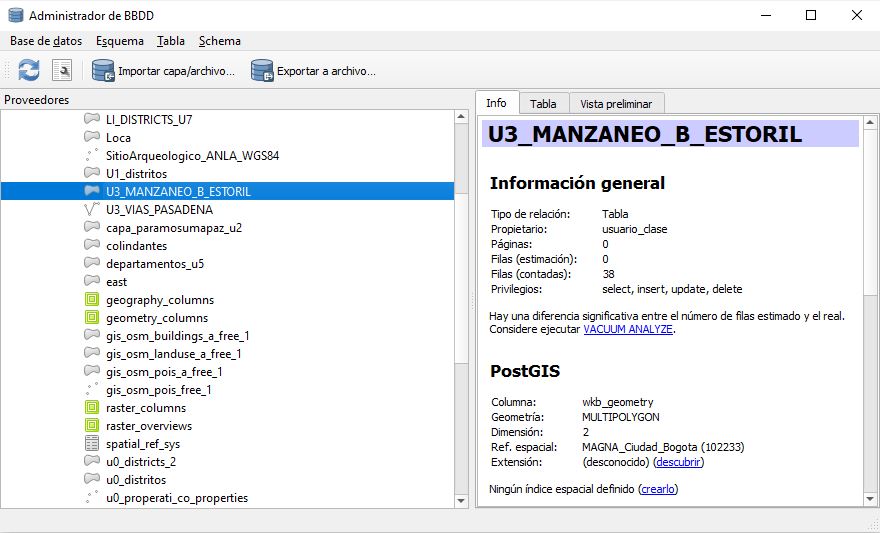 Administrador de BBDD
Base de datos Esquema Tabla Schema
Importar capa/archivo... Exportar a archivo...
Proveedores
LI_DISTRICTS_U7
Loca
SitioArqueologico_ANLA_WGS84
U1_distritos
U3_MANZANEO_B_ESTORIL
U3_VIAS_PASADENA
capa_paramosumapaz_u2
colindantes
departamentos_u5
east
geography_columns
geometry_columns
gis_osm_buildings_a_free_1
gis_osm_landuse_a_free_1
gis_osm_pois_a_free_1
gis_osm_pois_free_1
raster_columns
raster_overviews
spatial_ref_sys
u0_districts_2
u0_distritos
u0_properati_co_properties
Info Tabla Vista preliminar
U3_MANZANEO_B_ESTORIL
Información general
Tipo de relación: Tabla
Propietario: usuario_clase
Páginas: 0
Filas (estimación): 0
Filas (contadas): 38
Privilegios: select, insert, update, delete
Hay una diferencia significativa entre el número de filas estimado y el real.
Considere ejecutar VACUUM ANALYZE.
PostGIS
Columna: wkb_geometry
Geometría: MULTIPOLYGON
Dimensión: 2
Ref. espacial: MAGNA_Ciudad_Bogota (102233)
Extensión: (desconocido) (descubrir)
Ningún índice espacial definido (crearlo)